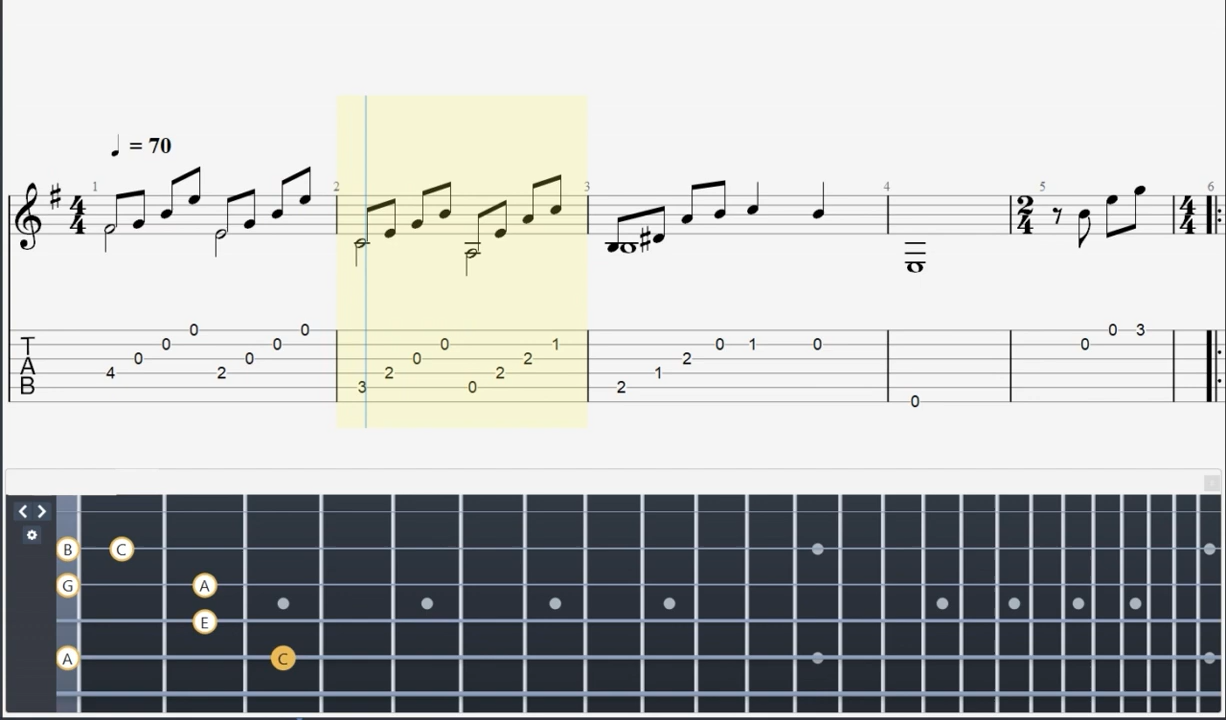 ♩ = 70
1 2 3 4 5 6
4 4 2 4 4 4
0 0 0 3
T 0 0 0 1 0 1 0 0
0 0 0 2 2
A 4 2 2 2 1
B 3 0 2
0
B C
G A
E
A C